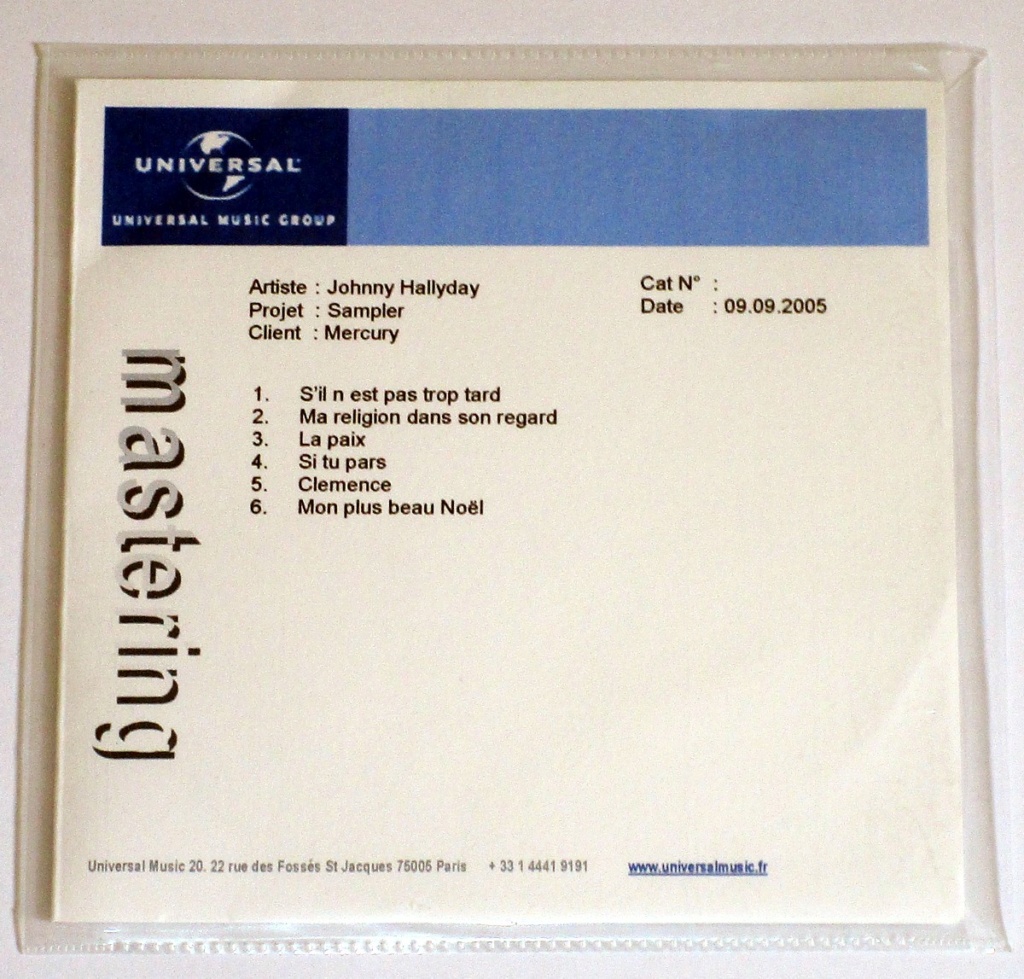 UNIVERSAL
UNIVERSAL MUSIC GROUP
Artiste : Johnny Hallyday
Projet : Sampler
Client : Mercury
Cat N° :
Date : 09.09.2005
mastering
1. S'il n est pas trop tard
2. Ma religion dans son regard
3. La paix
4. Si tu pars
5. Clemence
6. Mon plus beau Noël
Universal Music 20. 22 rue des Fossés St Jacques 75005 Paris + 33 1 4441 9191 www.universalmusic.fr